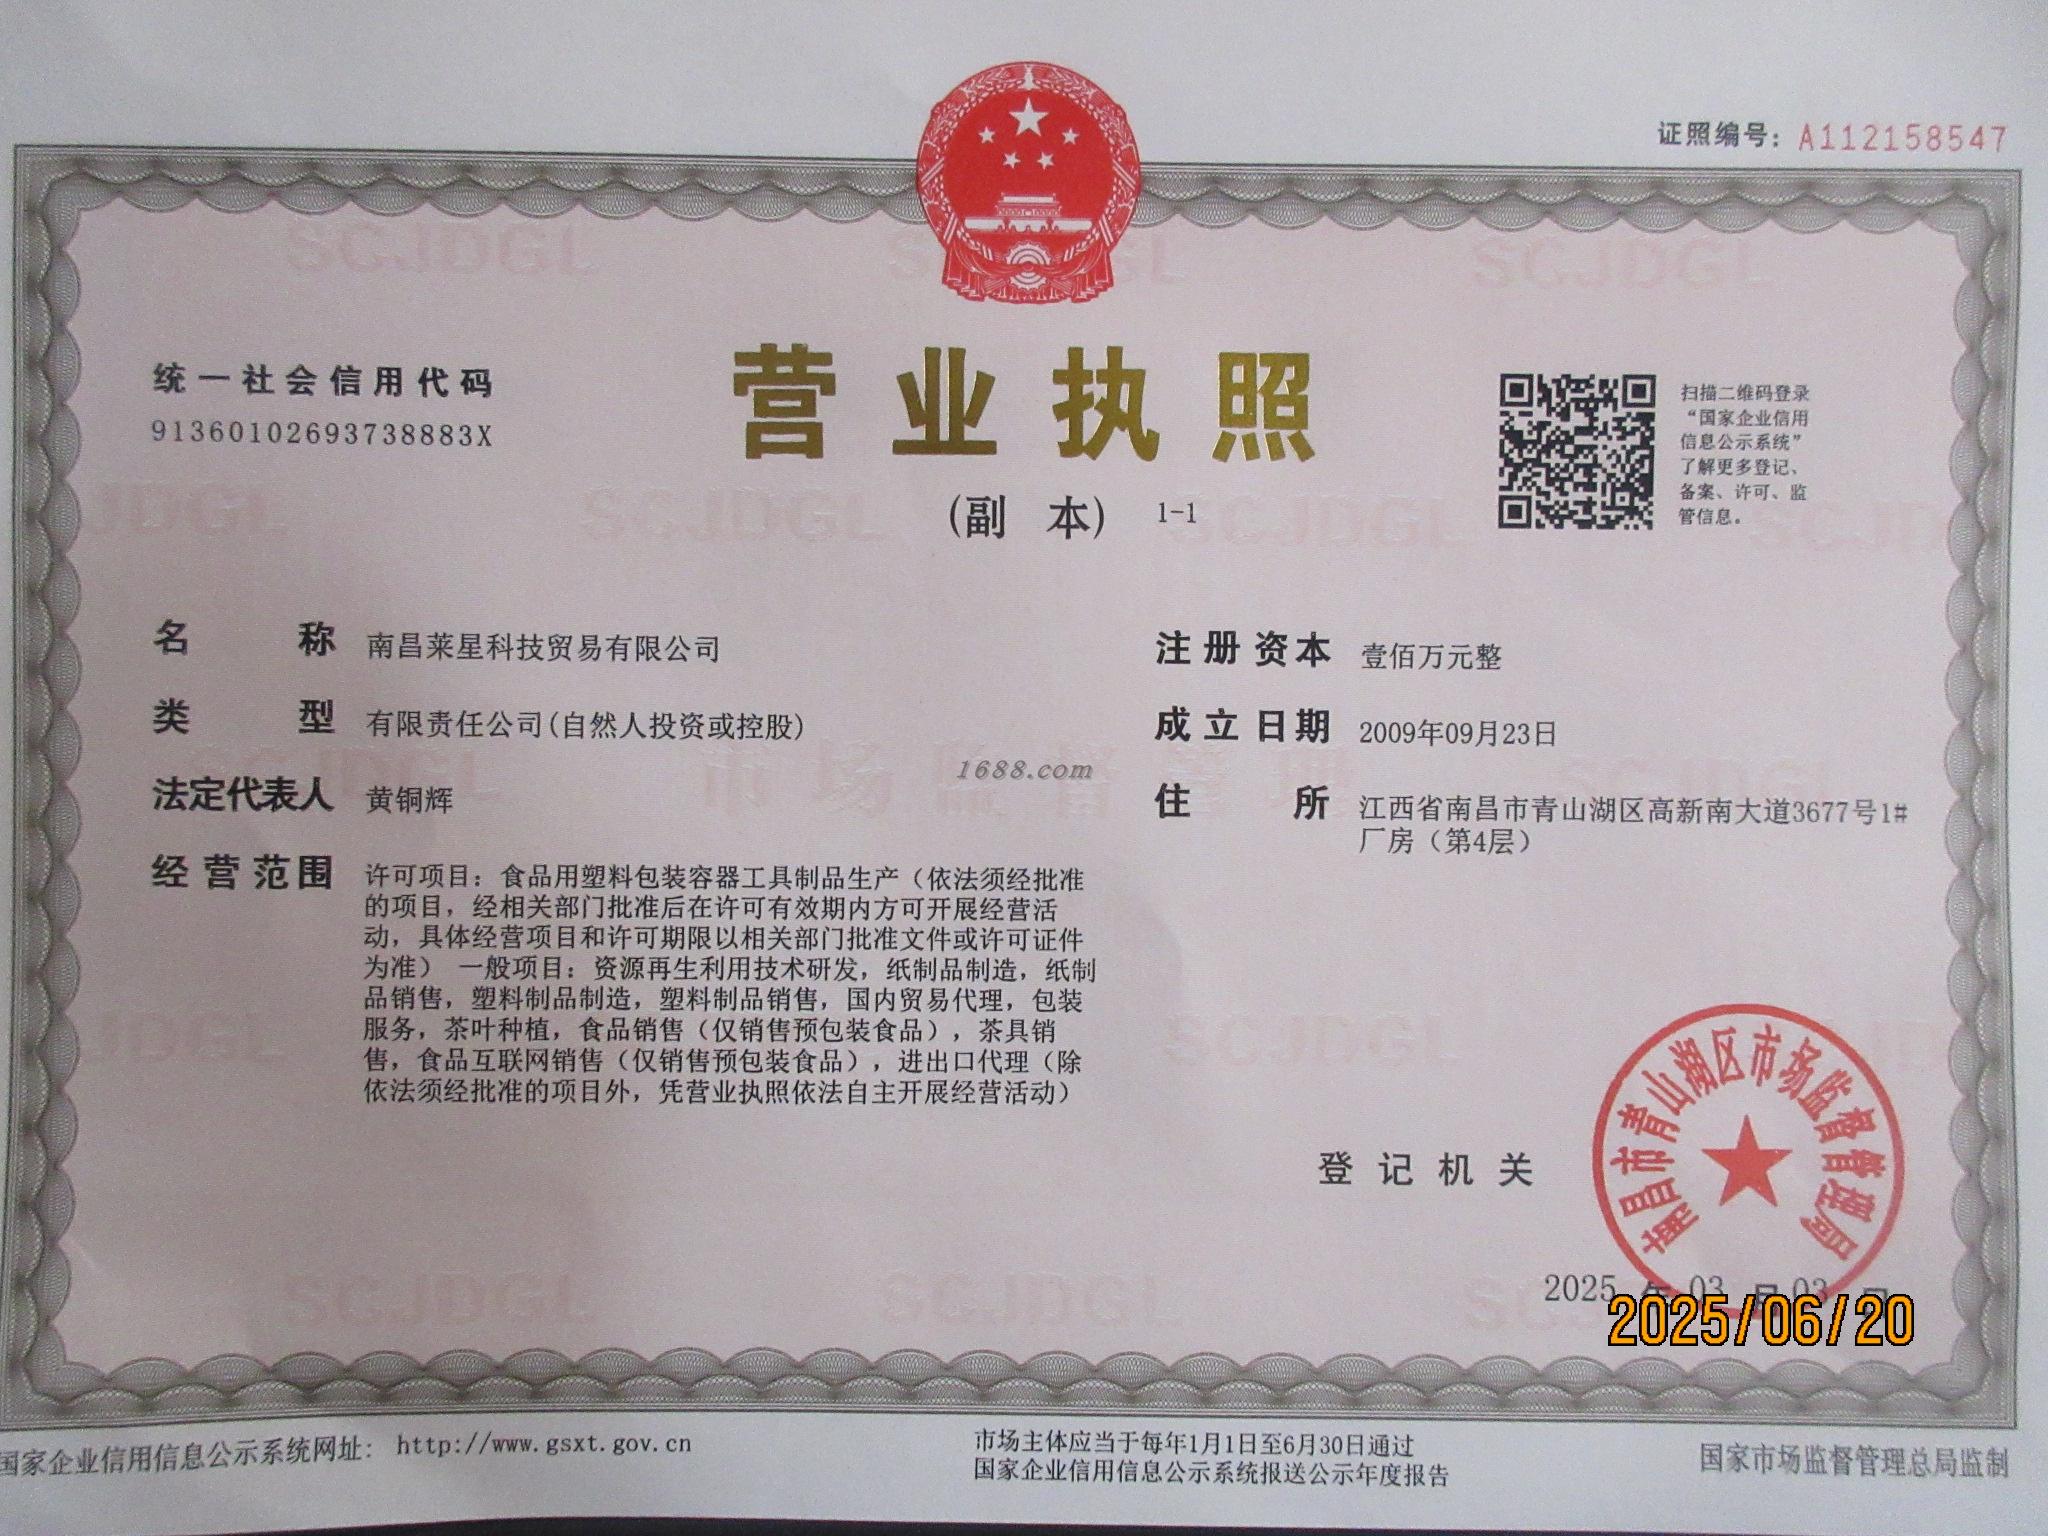 证照编号：A112158547
SCJDGL SCJDGL SCJDGL
统一社会信用代码
91360102693738883X
营业执照
(副 本) 1-1
扫描二维码登录
“国家企业信用
信息公示系统”
了解更多登记、
备案、许可、监
管信息。
名 称 南昌莱星科技贸易有限公司
类 型 有限责任公司(自然人投资或控股)
法定代表人 黄铜辉
经营范围 许可项目：食品用塑料包装容器工具制品生产（依法须经批准
的项目，经相关部门批准后在许可有效期内方可开展经营活
动，具体经营项目和许可期限以相关部门批准文件或许可证件
为准） 一般项目：资源再生利用技术研发，纸制品制造，纸制
品销售，塑料制品制造，塑料制品销售，国内贸易代理，包装
服务，茶叶种植，食品销售（仅销售预包装食品），茶具销
售，食品互联网销售（仅销售预包装食品），进出口代理（除
依法须经批准的项目外，凭营业执照依法自主开展经营活动）
注册资本 壹佰万元整
成立日期 2009年09月23日
住 所 江西省南昌市青山湖区高新南大道3677号1#
厂房（第4层）
1688.com
登记机关
南昌市青山湖区市场监督管理局
2025 年 03 月 03 日
2025/06/20
国家企业信用信息公示系统网址： http://www.gsxt.gov.cn
市场主体应当于每年1月1日至6月30日通过
国家企业信用信息公示系统报送公示年度报告
国家市场监督管理总局监制